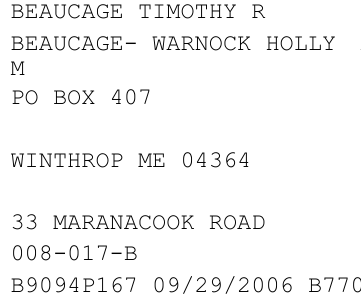 BEAUCAGE TIMOTHY R
BEAUCAGE- WARNOCK HOLLY
M
PO BOX 407
WINTHROP ME 04364
33 MARANACOOK ROAD
008-017-B
B9094P167 09/29/2006 B770